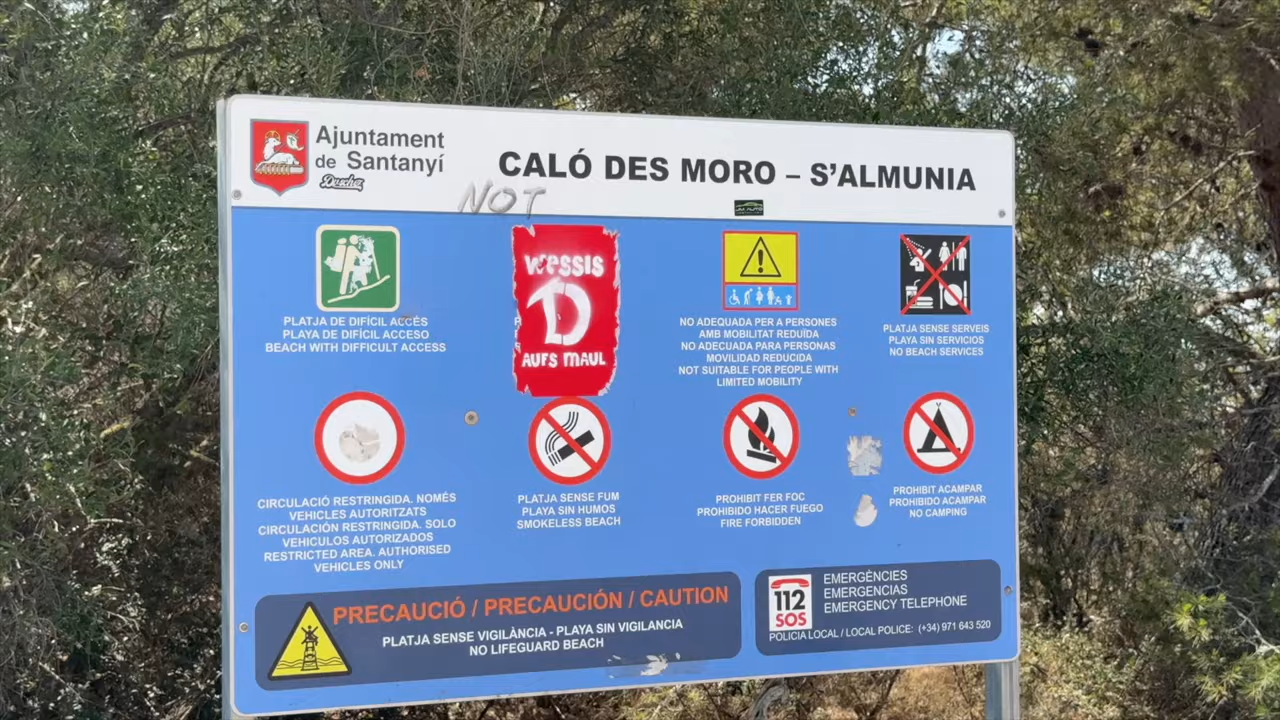 Ajuntament
de Santanyí
Duschez
CALÓ DES MORO – S'ALMUNIA
NOT
PLATJA DE DIFÍCIL ACCÉS
PLAYA DE DIFÍCIL ACCESO
BEACH WITH DIFFICULT ACCESS
WESSIS
D
AUFS MAUL
NO ADEQUADA PER A PERSONES
AMB MOBILITAT REDUÏDA
NO ADECUADA PARA PERSONAS
MOVILIDAD REDUCIDA
NOT SUITABLE FOR PEOPLE WITH
LIMITED MOBILITY
PLATJA SENSE SERVEIS
PLAYA SIN SERVICIOS
NO BEACH SERVICES
CIRCULACIÓ RESTRINGIDA. NOMÉS
VEHICLES AUTORITZATS
CIRCULACIÓN RESTRINGIDA. SOLO
VEHICULOS AUTORIZADOS
RESTRICTED AREA. AUTHORISED
VEHICLES ONLY
PLATJA SENSE FUM
PLAYA SIN HUMOS
SMOKELESS BEACH
PROHIBIT FER FOC
PROHIBIDO HACER FUEGO
FIRE FORBIDDEN
PROHIBIT ACAMPAR
PROHIBIDO ACAMPAR
NO CAMPING
PRECAUCIÓ / PRECAUCIÓN / CAUTION
PLATJA SENSE VIGILÀNCIA - PLAYA SIN VIGILANCIA
NO LIFEGUARD BEACH
112
SOS
EMERGÈNCIES
EMERGENCIAS
EMERGENCY TELEPHONE
POLICIA LOCAL / LOCAL POLICE: (+34) 971 643 520